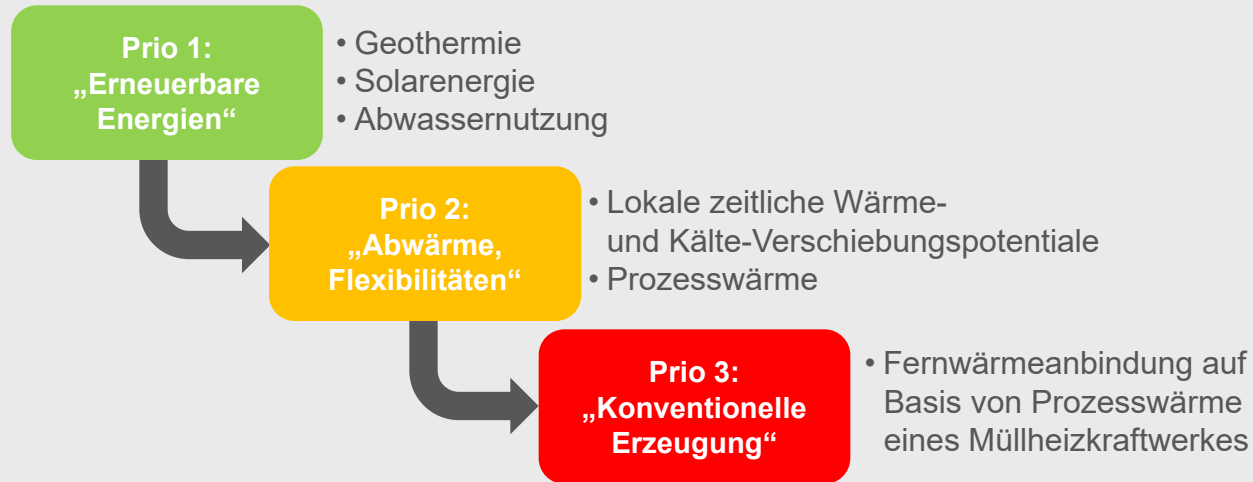 Prio 1:
„Erneuerbare
Energien“
• Geothermie
• Solarenergie
• Abwassernutzung
Prio 2:
„Abwärme,
Flexibilitäten“
• Lokale zeitliche Wärme-
und Kälte-Verschiebungspotentiale
• Prozesswärme
Prio 3:
„Konventionelle
Erzeugung“
• Fernwärmeanbindung auf
Basis von Prozesswärme
eines Müllheizkraftwerkes